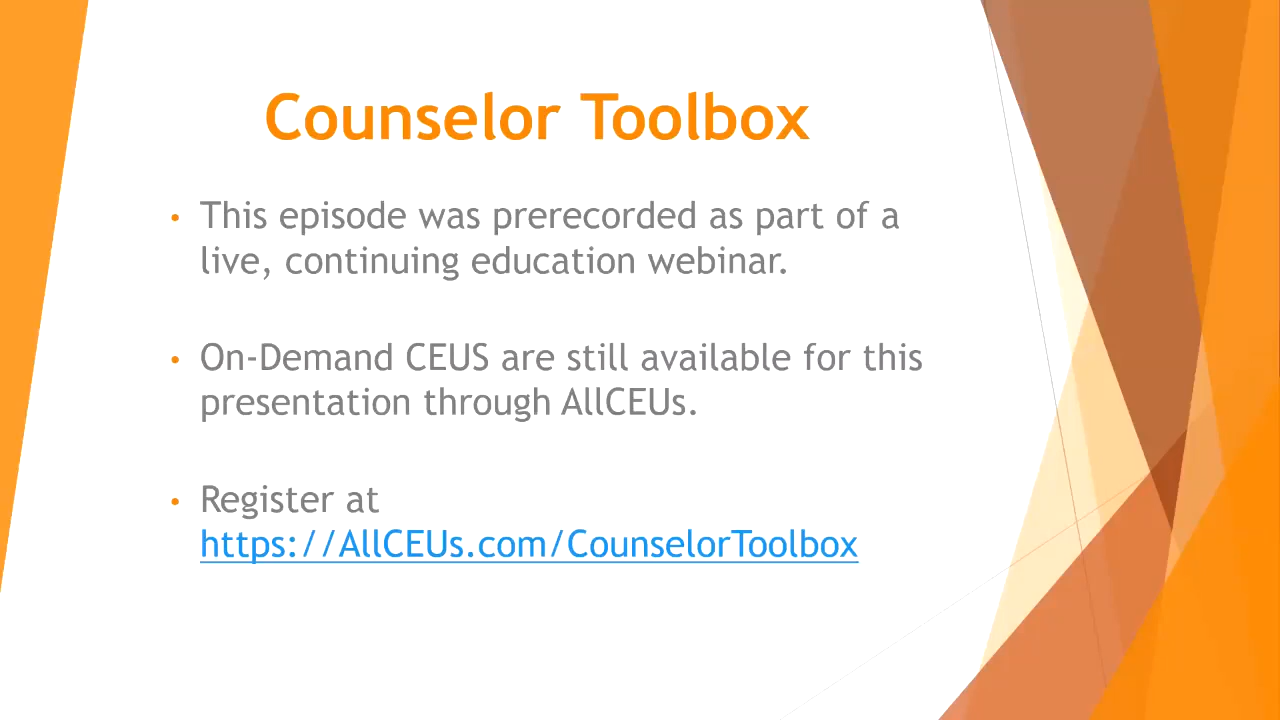 Counselor Toolbox
• This episode was prerecorded as part of a
live, continuing education webinar.
• On-Demand CEUS are still available for this
presentation through AllCEUs.
• Register at
https://AllCEUs.com/CounselorToolbox